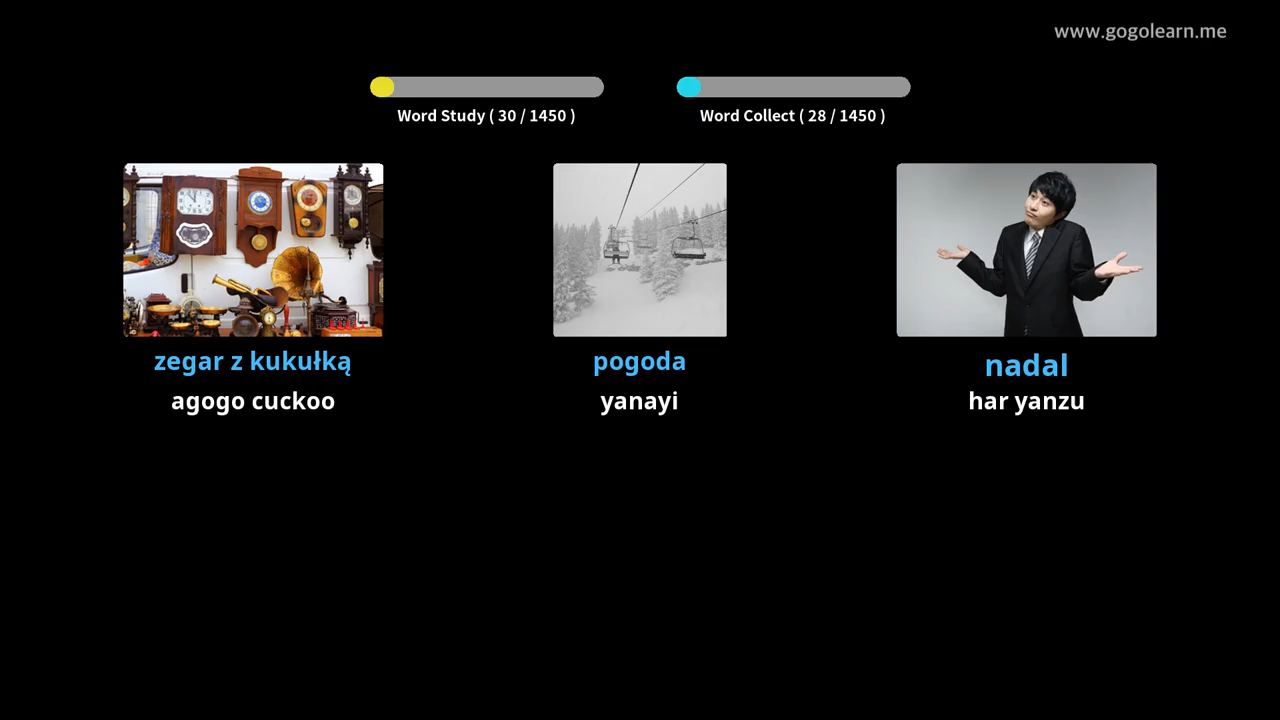 www.gogolearn.me
Word Study ( 30 / 1450 )
Word Collect ( 28 / 1450 )
zegar z kukułką
agogo cuckoo
pogoda
yanayi
nadal
har yanzu